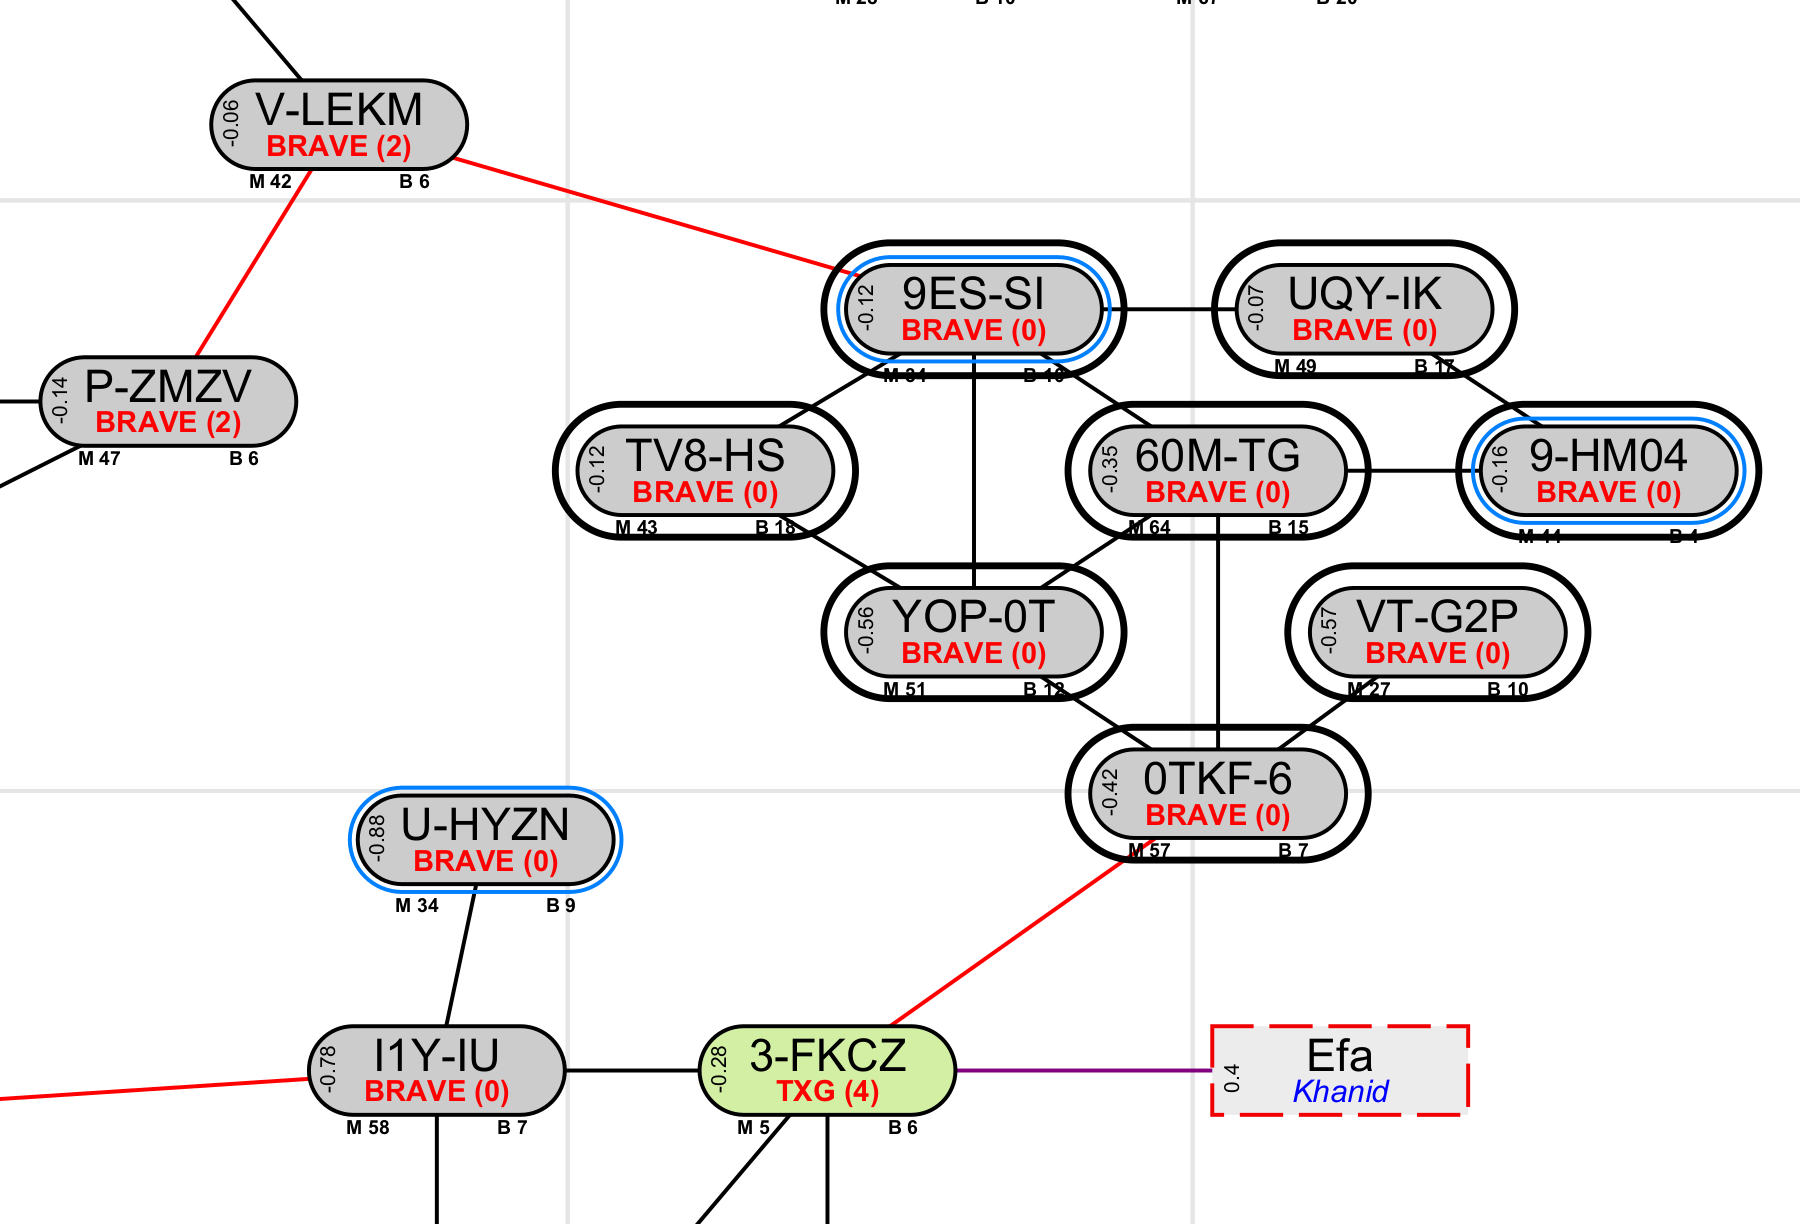 V-LEKM
-0.06
BRAVE (2)
M 42 B 6
9ES-SI
-0.12
BRAVE (0)
M 34 B 10
UQY-IK
-0.07
BRAVE (0)
M 49 B 17
P-ZMZV
-0.14
BRAVE (2)
M 47 B 6
TV8-HS
-0.12
BRAVE (0)
M 43 B 18
60M-TG
-0.35
BRAVE (0)
M 64 B 15
9-HM04
-0.16
BRAVE (0)
M 44 B 4
YOP-0T
-0.56
BRAVE (0)
M 51 B 12
VT-G2P
-0.57
BRAVE (0)
M 27 B 10
0TKF-6
-0.42
BRAVE (0)
M 57 B 7
U-HYZN
-0.88
BRAVE (0)
M 34 B 9
I1Y-IU
-0.78
BRAVE (0)
M 58 B 7
3-FKCZ
-0.28
TXG (4)
M 5 B 6
Efa
0.4
Khanid